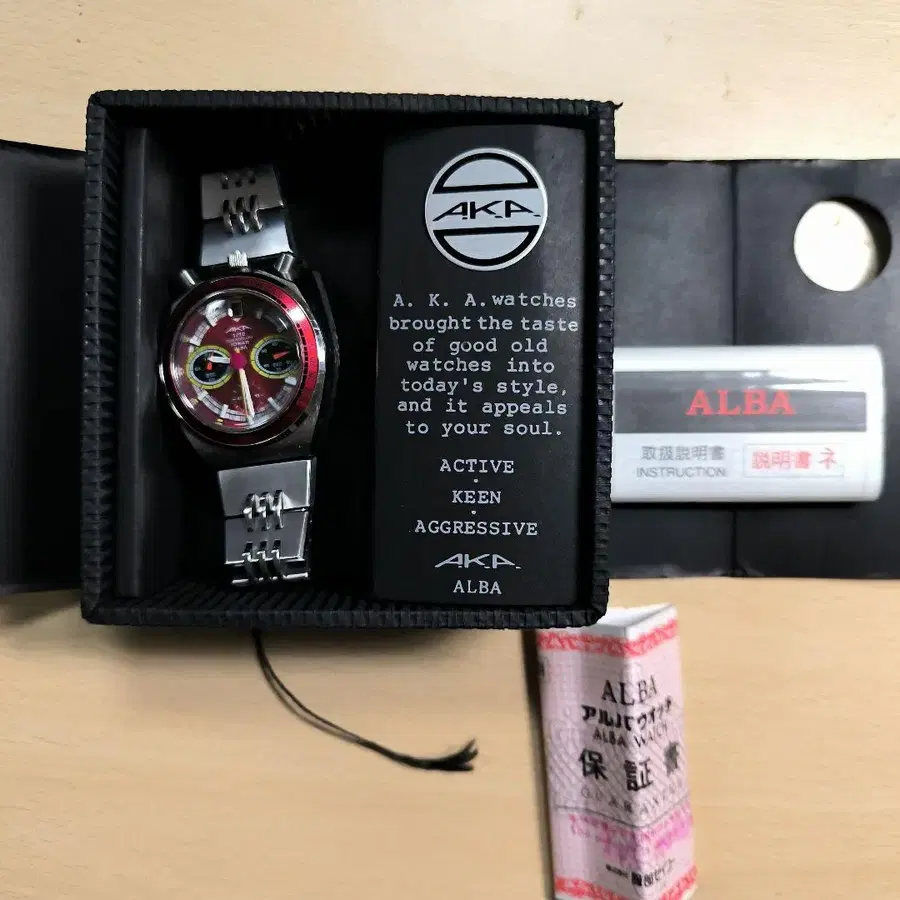 A.K.A.
A. K. A. watches
brought the taste
of good old
watches into
today's style,
and it appeals
to your soul.
ACTIVE
KEEN
AGGRESSIVE
A.K.A.
ALBA
AKA
ALBA
取扱説明書
INSTRUCTION
説明書 ネ
ALBA
アルバウオッチ
ALBA WATCH
保証書
GUARANTEE